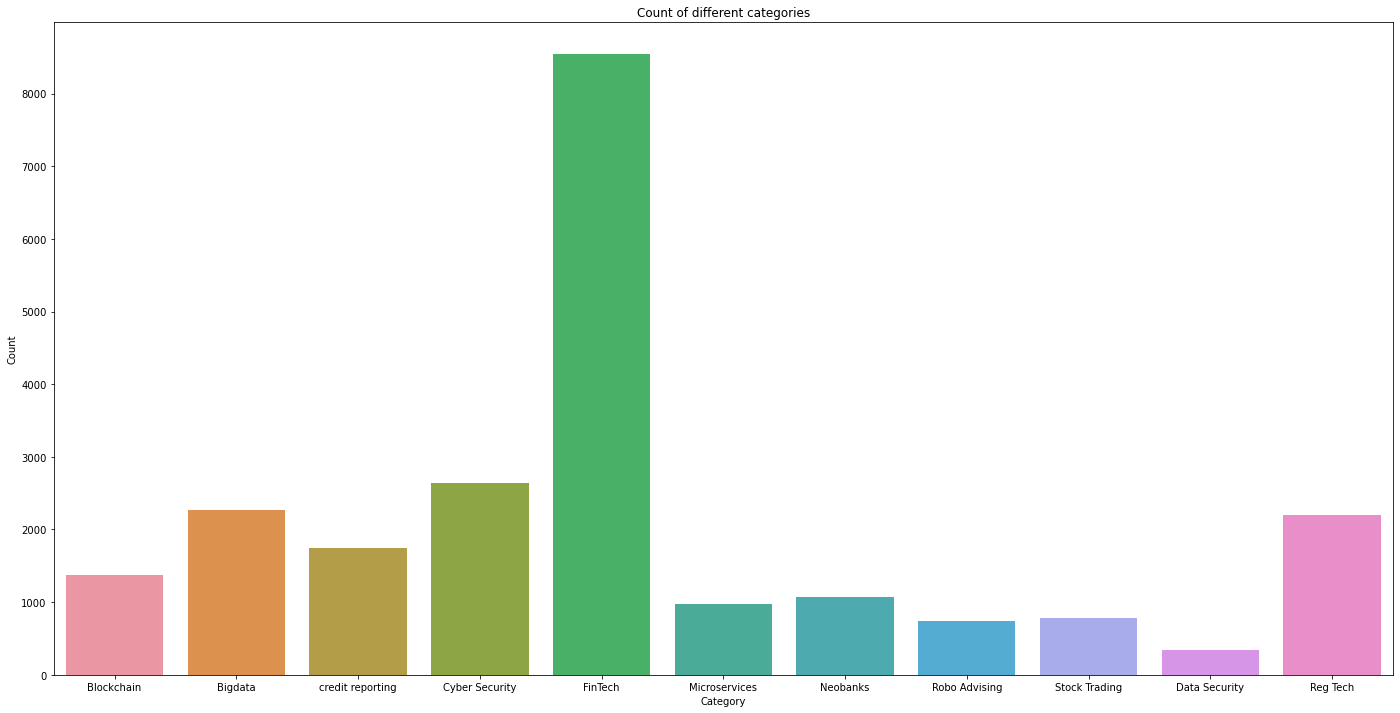 Count of different categories
8000
7000
6000
5000
4000
3000
2000
1000
0
Count
Blockchain Bigdata credit reporting Cyber Security FinTech Microservices Neobanks Robo Advising Stock Trading Data Security Reg Tech
Category